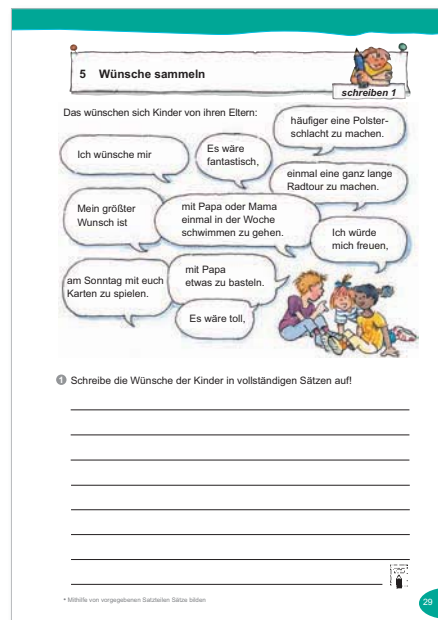 5 Wünsche sammeln
schreiben 1
Das wünschen sich Kinder von ihren Eltern:
häufiger eine Polster-
schlacht zu machen.
Ich wünsche mir
Es wäre
fantastisch,
einmal eine ganz lange
Radtour zu machen.
Mein größter
Wunsch ist
mit Papa oder Mama
einmal in der Woche
schwimmen zu gehen.
Ich würde
mich freuen,
am Sonntag mit euch
Karten zu spielen.
mit Papa
etwas zu basteln.
Es wäre toll,
1 Schreibe die Wünsche der Kinder in vollständigen Sätzen auf!
* Mithilfe von vorgegebenen Satzteilen Sätze bilden
29